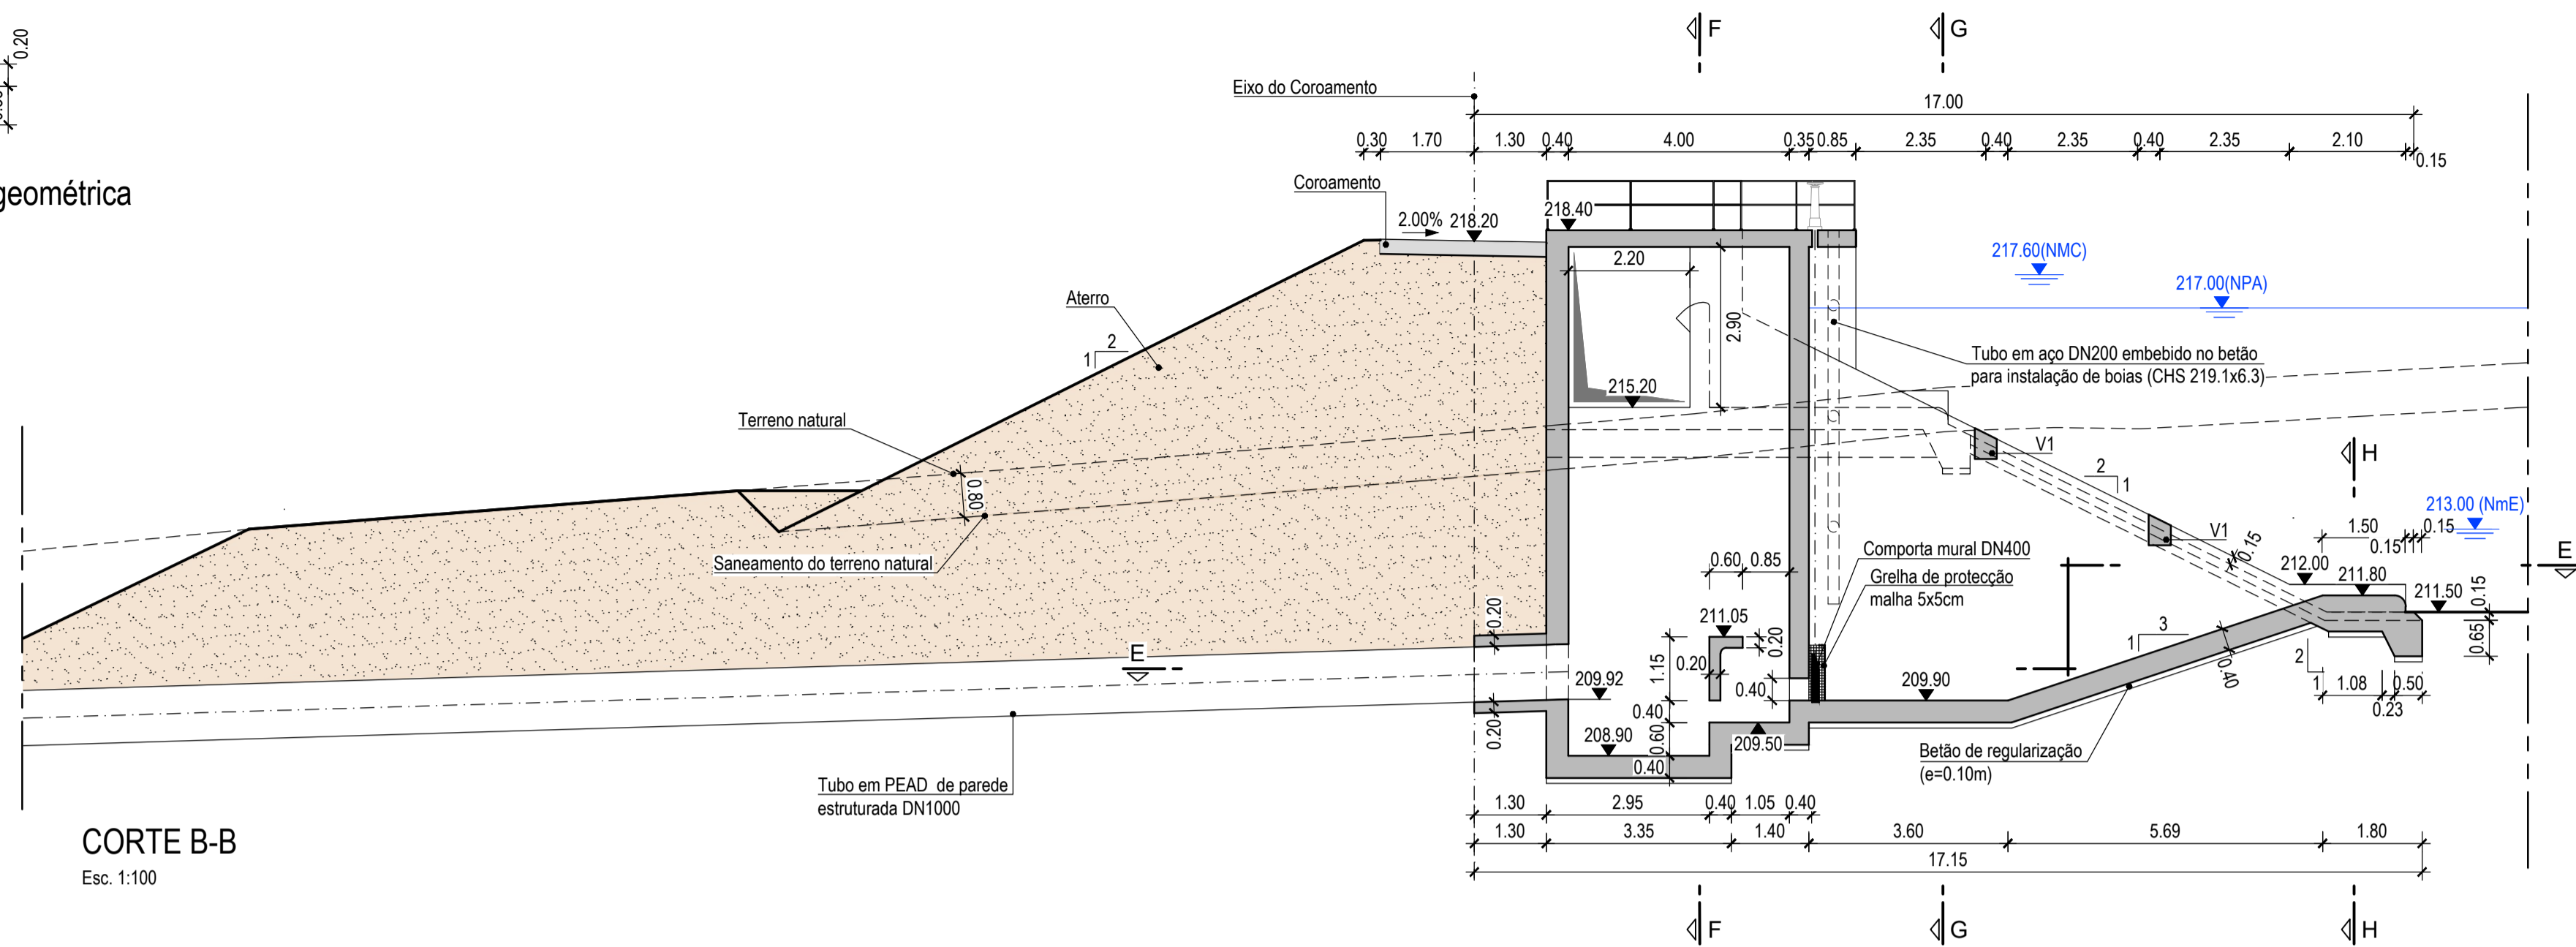 0.20
geométrica
F
G
Eixo do Coroamento
17.00
0.30 1.70 1.30 0.40 4.00 0.35 0.85 2.35 0.40 2.35 0.40 2.35 2.10
0.15
Coroamento
2.00% 218.20
218.40
217.60(NMC)
217.00(NPA)
2.20
2.90
Aterro
2
1
Tubo em aço DN200 embebido no betão
para instalação de boias (CHS 219.1x6.3)
215.20
Terreno natural
0.80
V1
H
2
1
213.00 (NmE)
V1
1.50 0.15
0.15
0.15
E
Saneamento do terreno natural
0.60 0.85
Comporta mural DN400
Grelha de protecção
malha 5x5cm
212.00
211.80
211.50
0.15
0.65
0.20
211.05
0.20
1.15
0.20
0.40
E
209.92
209.90
3
1
0.40
2
1
1.08 0.50
0.23
0.20
0.40
0.60
0.40
208.90
209.50
Betão de regularização
(e=0.10m)
Tubo em PEAD de parede
estruturada DN1000
1.30 2.95 0.40 1.05 0.40
1.30 3.35 1.40 3.60 5.69 1.80
17.15
CORTE B-B
Esc. 1:100
F
G
H